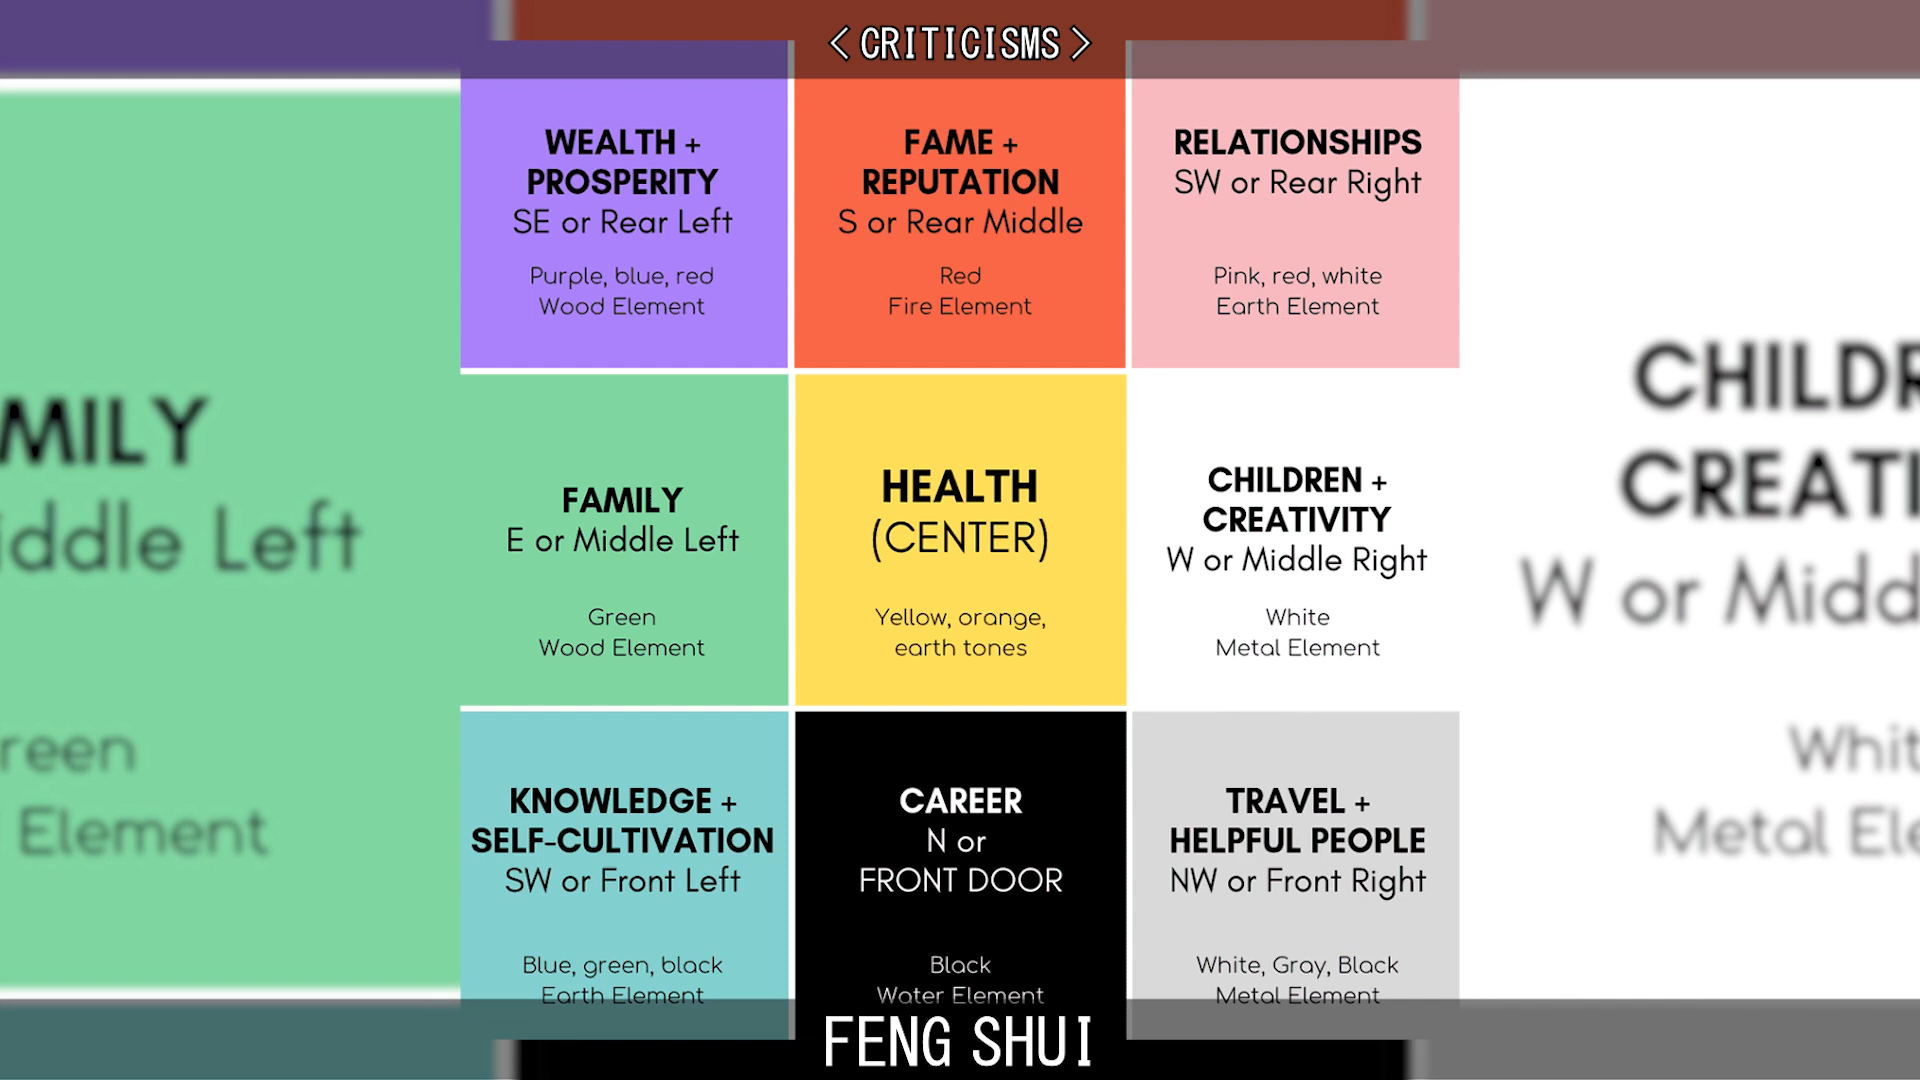 <CRITICISMS>
WEALTH +
PROSPERITY
SE or Rear Left
Purple, blue, red
Wood Element
FAME +
REPUTATION
S or Rear Middle
Red
Fire Element
RELATIONSHIPS
SW or Rear Right
Pink, red, white
Earth Element
FAMILY
E or Middle Left
Green
Wood Element
HEALTH
(CENTER)
Yellow, orange,
earth tones
CHILDREN +
CREATIVITY
W or Middle Right
White
Metal Element
KNOWLEDGE +
SELF-CULTIVATION
SW or Front Left
Blue, green, black
Earth Element
CAREER
N or
FRONT DOOR
Black
Water Element
TRAVEL +
HELPFUL PEOPLE
NW or Front Right
White, Gray, Black
Metal Element
MILY
iddle Left
reen
Element
CHILDR
CREATI
W or Midd
Whit
Metal Ele
FENG SHUI